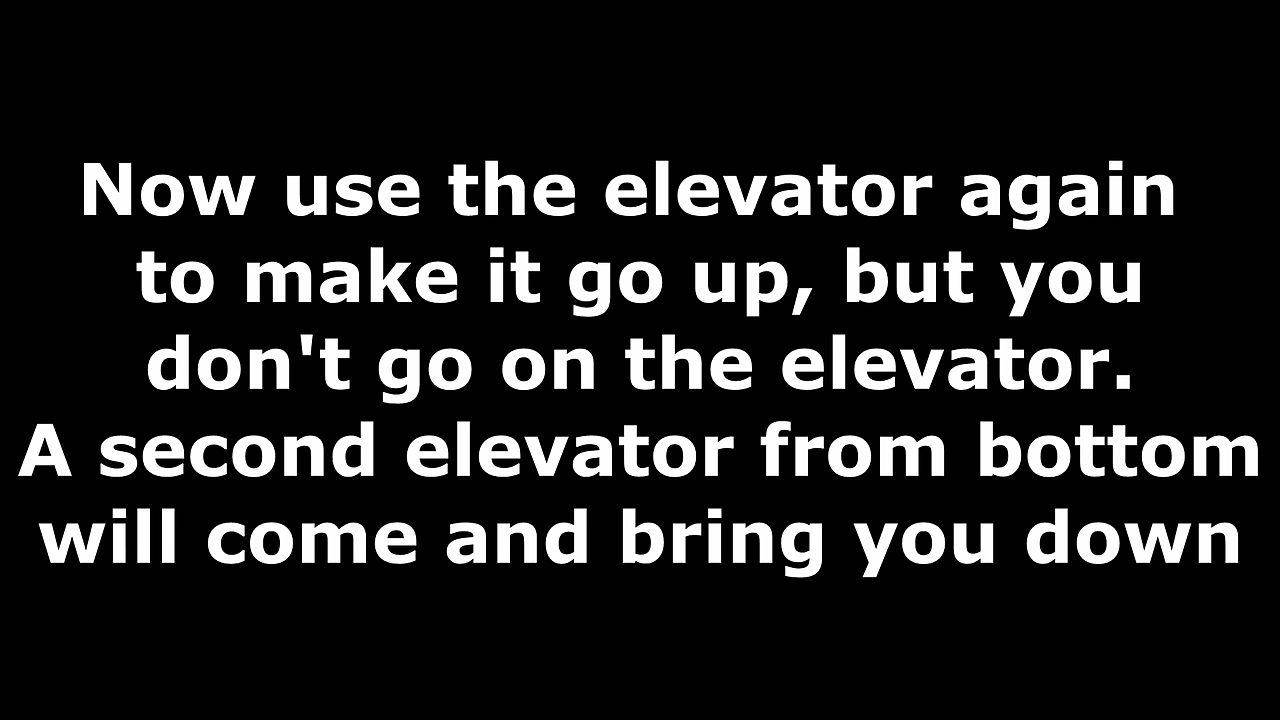 Now use the elevator again
to make it go up, but you
don't go on the elevator.
A second elevator from bottom
will come and bring you down